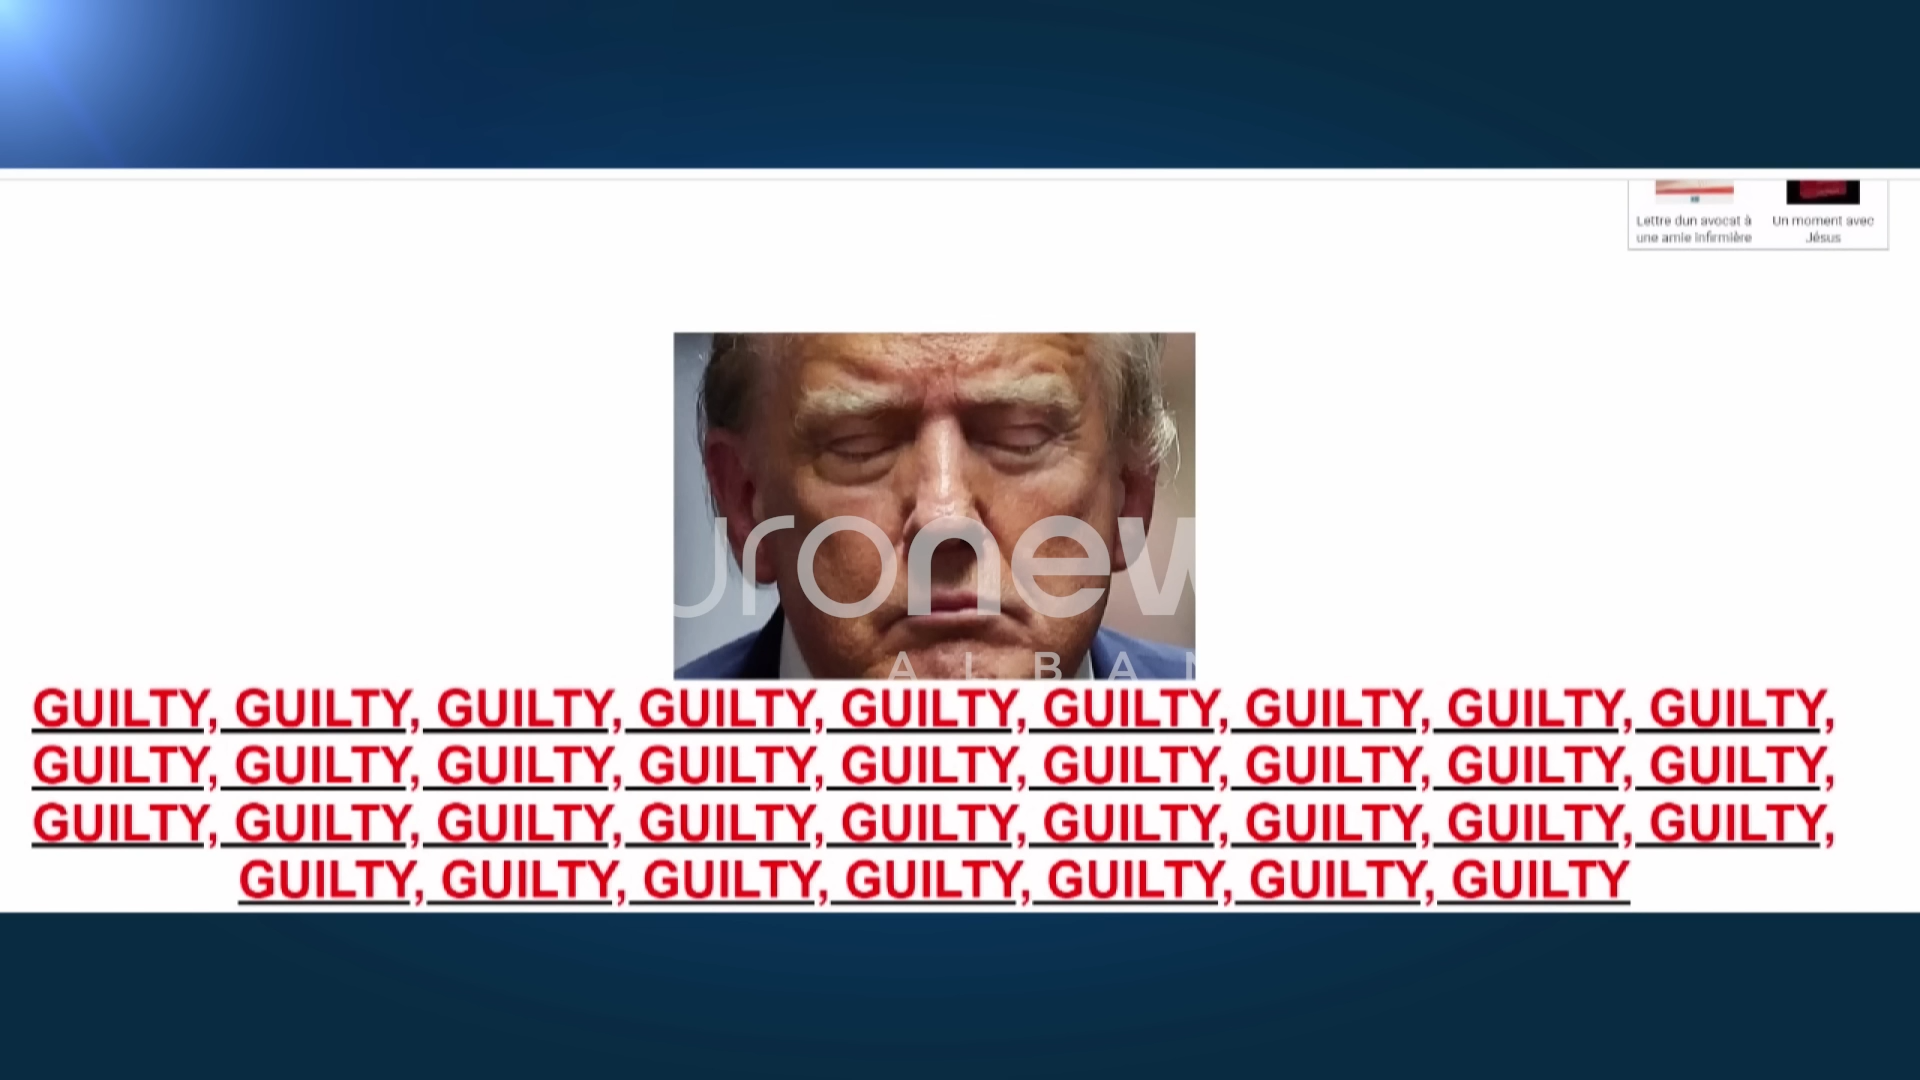 Lettre dun avocat à
une amie infirmière
Un moment avec
Jésus
uronew
ALBAN
GUILTY, GUILTY, GUILTY, GUILTY, GUILTY, GUILTY, GUILTY, GUILTY, GUILTY,
GUILTY, GUILTY, GUILTY, GUILTY, GUILTY, GUILTY, GUILTY, GUILTY, GUILTY,
GUILTY, GUILTY, GUILTY, GUILTY, GUILTY, GUILTY, GUILTY, GUILTY, GUILTY,
GUILTY, GUILTY, GUILTY, GUILTY, GUILTY, GUILTY, GUILTY